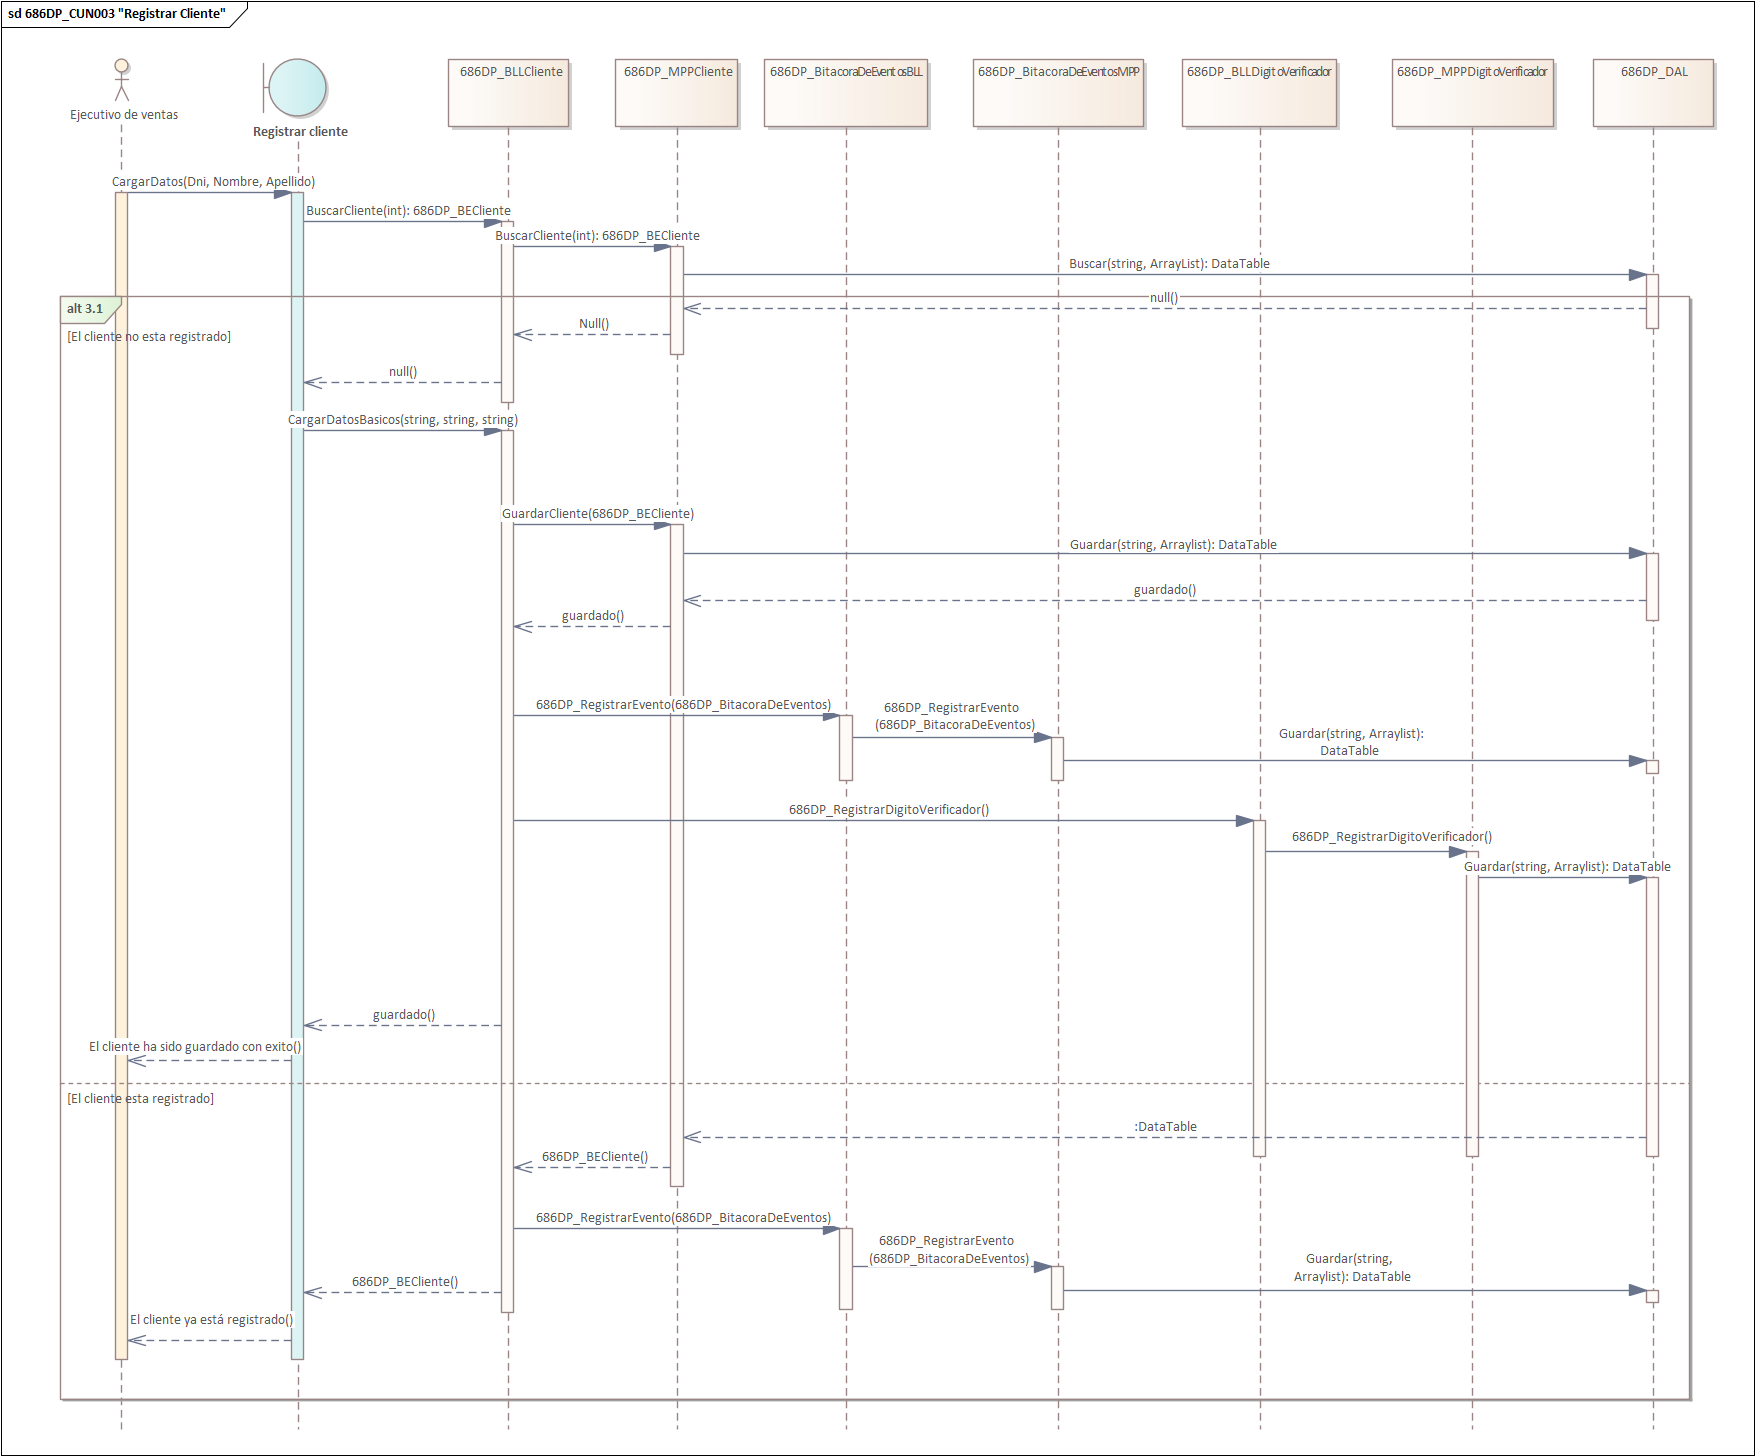 sd 686DP_CUN003 "Registrar Cliente"
Ejecutivo de ventas
Registrar cliente
686DP_BLLCliente
686DP_MPPCliente
686DP_BitacoraDeEventosBLL
686DP_BitacoraDeEventosMPP
686DP_BLLDigitoVerificador
686DP_MPPDigitoVerificador
686DP_DAL
CargarDatos(Dni, Nombre, Apellido)
BuscarCliente(int): 686DP_BECliente
BuscarCliente(int): 686DP_BECliente
Buscar(string, ArrayList): DataTable
alt 3.1
null()
[El cliente no esta registrado]
Null()
null()
CargarDatosBasicos(string, string, string)
GuardarCliente(686DP_BECliente)
Guardar(string, Arraylist): DataTable
guardado()
guardado()
686DP_RegistrarEvento(686DP_BitacoraDeEventos)
686DP_RegistrarEvento
(686DP_BitacoraDeEventos)
Guardar(string, Arraylist):
DataTable
686DP_RegistrarDigitoVerificador()
686DP_RegistrarDigitoVerificador()
Guardar(string, Arraylist): DataTable
guardado()
El cliente ha sido guardado con exito()
[El cliente esta registrado]
:DataTable
686DP_BECliente()
686DP_RegistrarEvento(686DP_BitacoraDeEventos)
686DP_RegistrarEvento
(686DP_BitacoraDeEventos)
Guardar(string,
Arraylist): DataTable
686DP_BECliente()
El cliente ya está registrado()